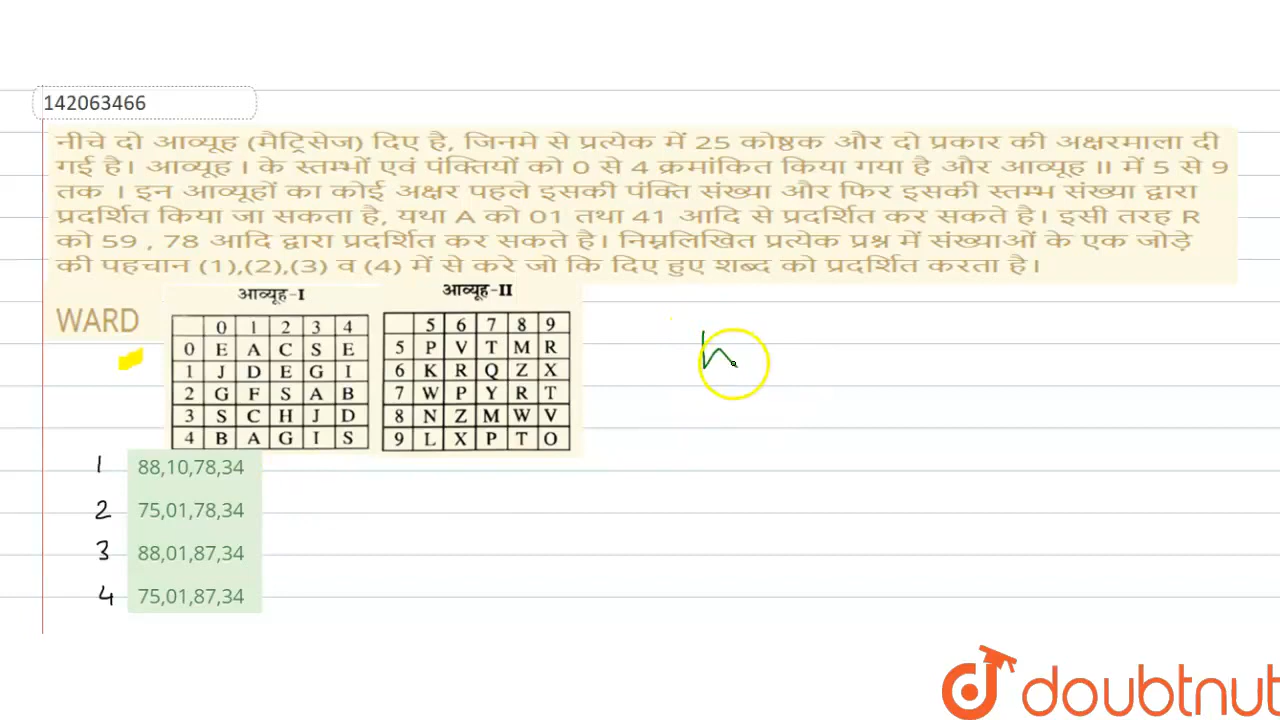 142063466
नीचे दो आव्यूह (मैट्रिसेज) दिए है, जिनमे से प्रत्येक में 25 कोष्ठक और दो प्रकार की अक्षरमाला दी
गई है। आव्यूह I के स्तम्भों एवं पंक्तियों को 0 से 4 क्रमांकित किया गया है और आव्यूह II में 5 से 9
तक । इन आव्यूहों का कोई अक्षर पहले इसकी पंक्ति संख्या और फिर इसकी स्तम्भ संख्या द्वारा
प्रदर्शित किया जा सकता है, यथा A को 01 तथा 41 आदि से प्रदर्शित कर सकते है। इसी तरह R
को 59 , 78 आदि द्वारा प्रदर्शित कर सकते है। निम्नलिखित प्रत्येक प्रश्न में संख्याओं के एक जोड़े
की पहचान (1),(2),(3) व (4) में से करे जो कि दिए हुए शब्द को प्रदर्शित करता है।
WARD
आव्यूह-I
0 1 2 3 4
0 E A C S E
1 J D E G I
2 G F S A B
3 S C H J D
4 B A G I S
आव्यूह-II
5 6 7 8 9
5 P V T M R
6 K R Q Z X
7 W P Y R T
8 N Z M W V
9 L X P T O
1 88,10,78,34
2 75,01,78,34
3 88,01,87,34
4 75,01,87,34
doubtnut